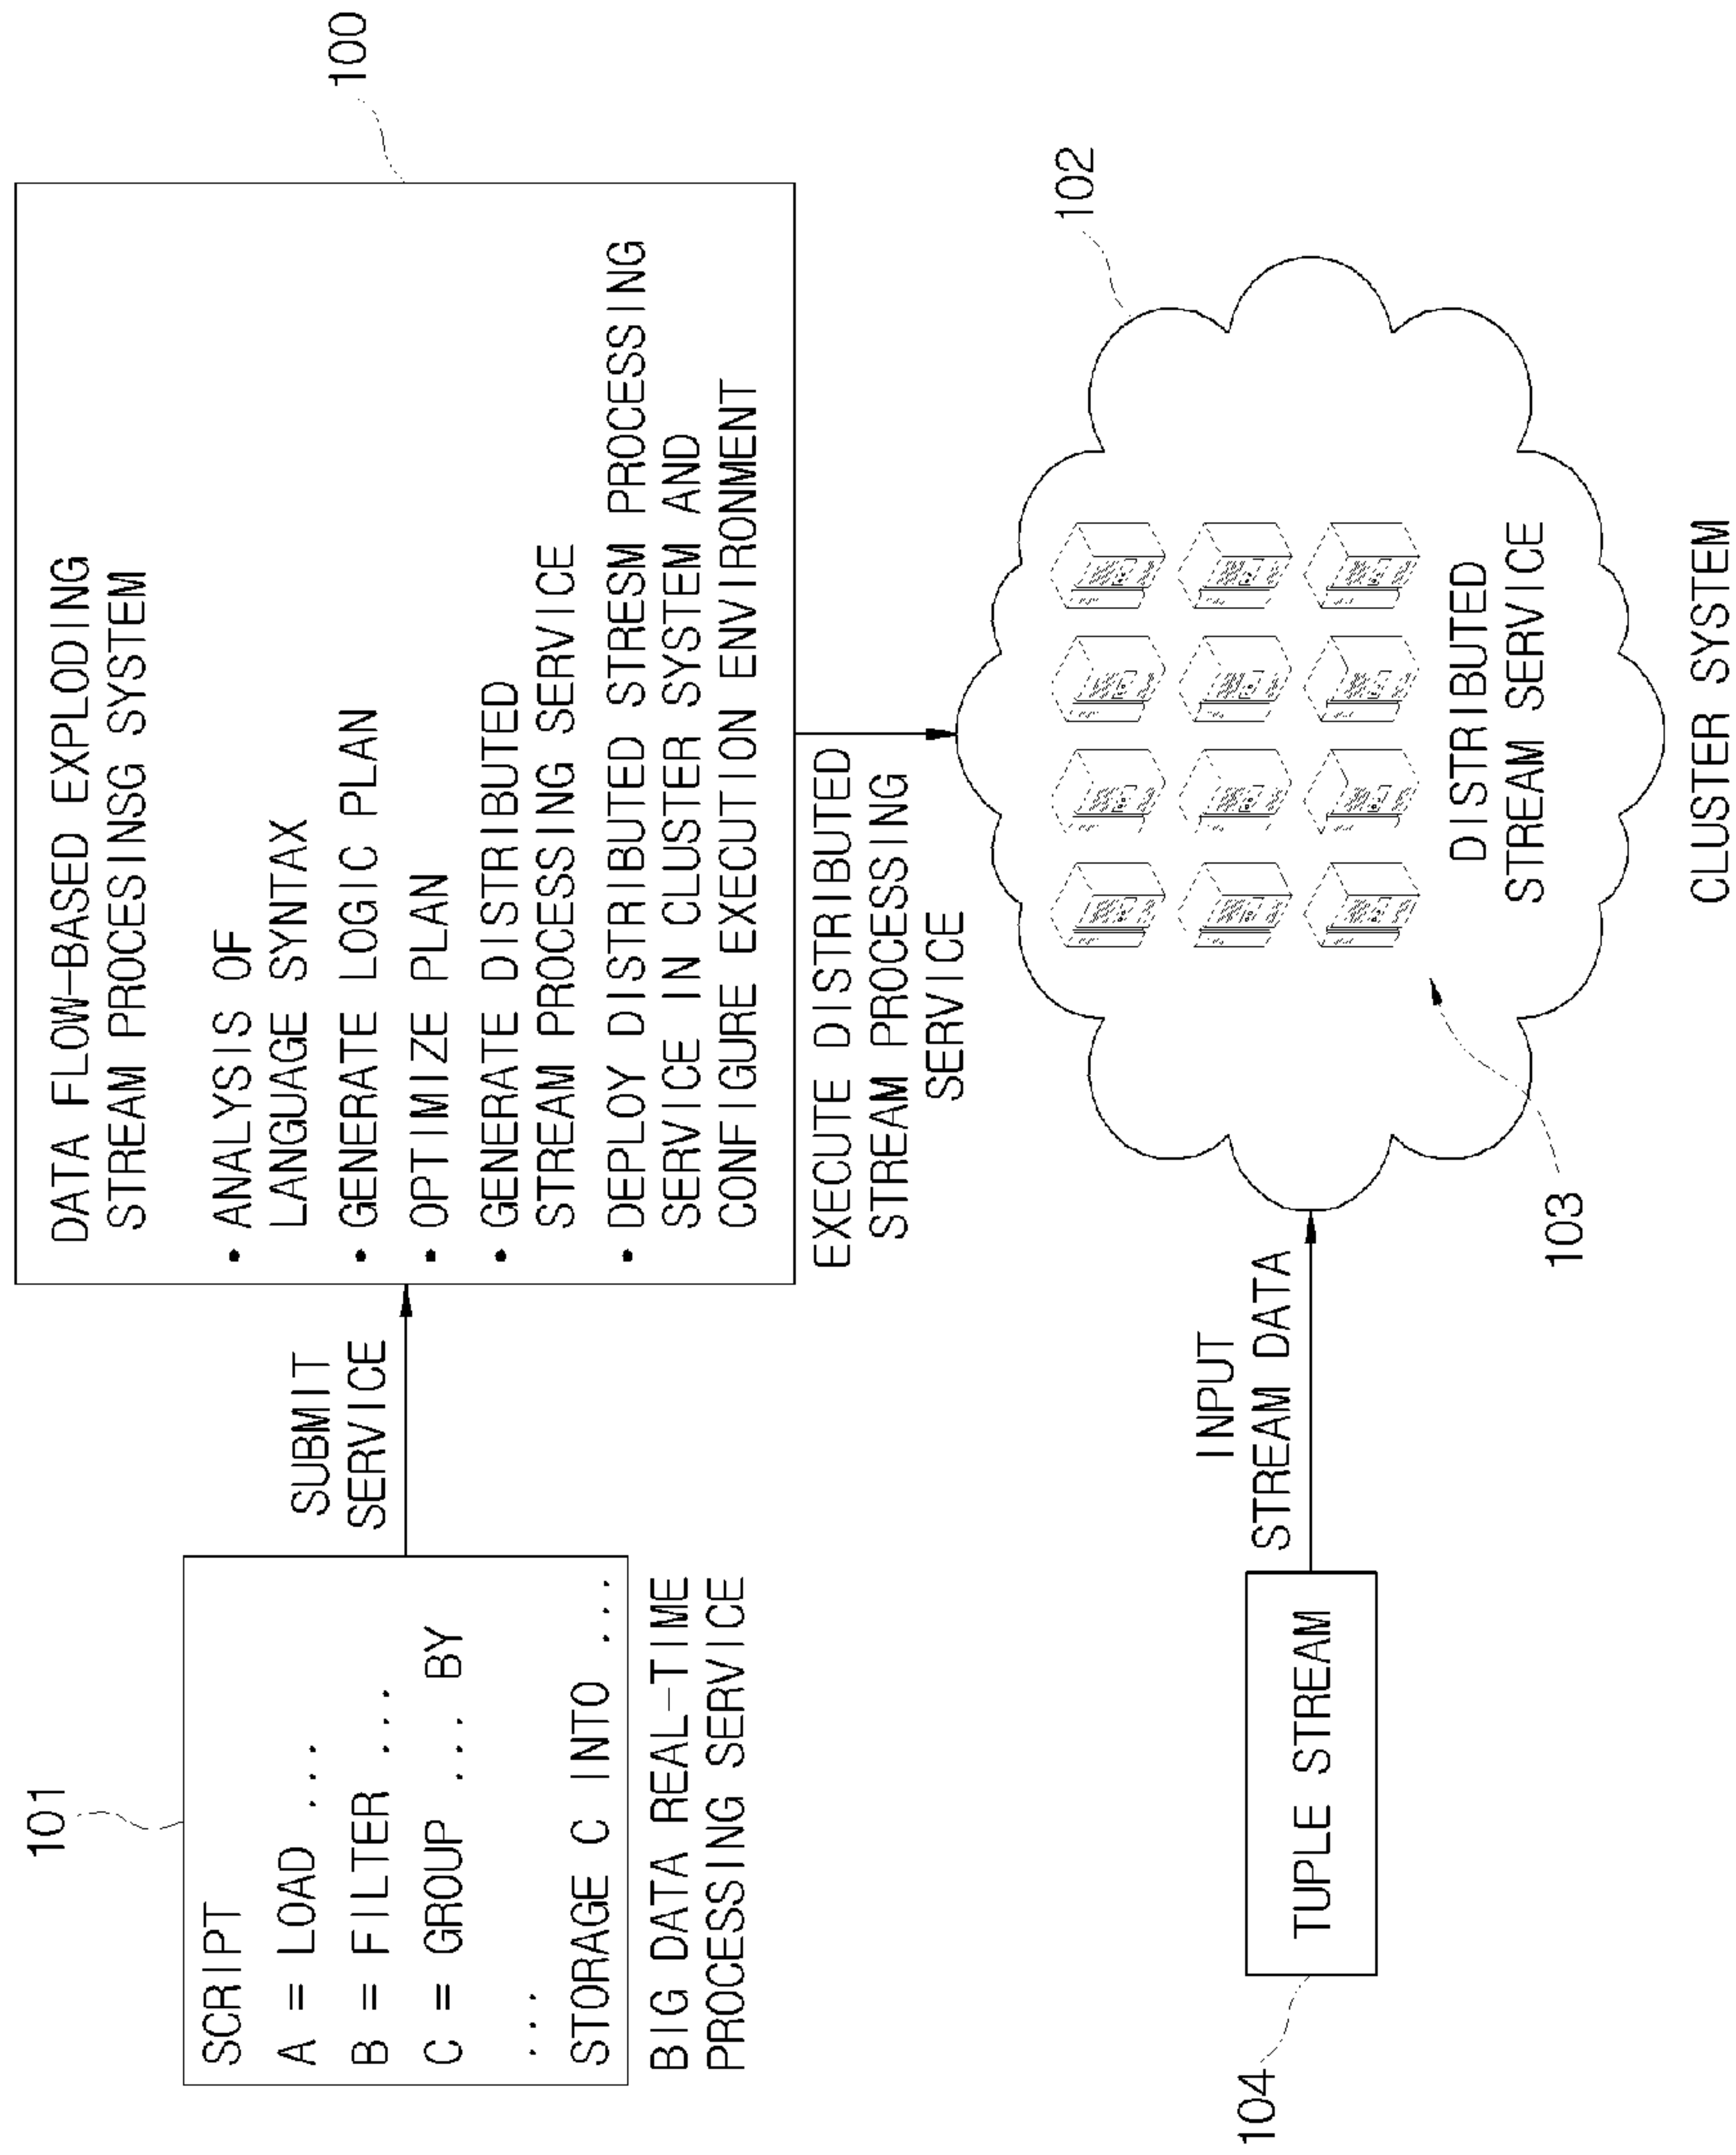 101
SCRIPT
A = LOAD ...
B = FILTER ...
C = GROUP ... BY
...
STORAGE C INTO ...
BIG DATA REAL-TIME
PROCESSING SERVICE
SUBMIT
SERVICE
100
DATA FLOW-BASED EXPLODING
STREAM PROCESINSG SYSTEM
• ANALYSIS OF
LANGUAGE SYNTAX
• GENERATE LOGIC PLAN
• OPTIMIZE PLAN
• GENERATE DISTRIBUTED
STREAM PROCESSING SERVICE
• DEPLOY DISTRIBUTED STRESM PROCESSING
SERVICE IN CLUSTER SYSTEM AND
CONFIGURE EXECUTION ENVIRONMENT
EXECUTE DISTRIBUTED
STREAM PROCESSING
SERVICE
102
104
TUPLE STREAM
INPUT
STREAM DATA
103
DISTRIBUTED
STREAM SERVICE
CLUSTER SYSTEM